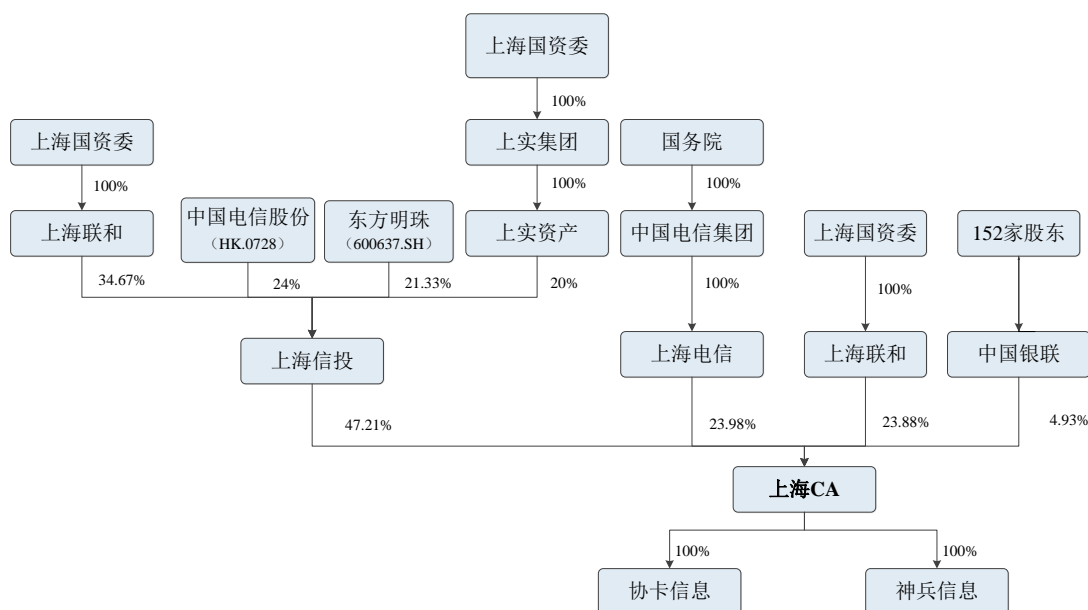 上海国资委
100%
上海国资委
上实集团
国务院
100%
100%
100%
上海联和
中国电信股份
（HK.0728）
东方明珠
（600637.SH）
上实资产
中国电信集团
上海国资委
152家股东
34.67%
24%
21.33%
20%
100%
100%
上海信投
上海电信
上海联和
中国银联
47.21%
23.98%
23.88%
4.93%
上海CA
100%
100%
协卡信息
神兵信息